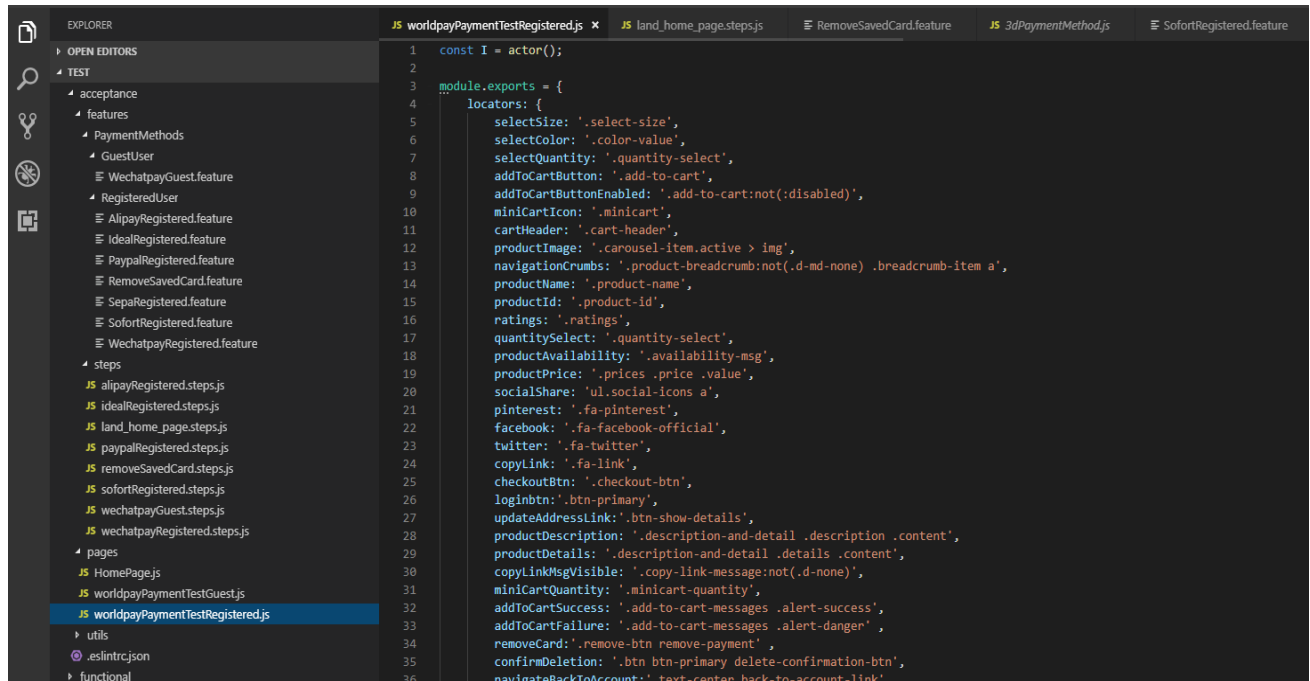 EXPLORER
OPEN EDITORS
TEST
acceptance
features
PaymentMethods
GuestUser
WechatpayGuest.feature
RegisteredUser
AlipayRegistered.feature
IdealRegistered.feature
PaypalRegistered.feature
RemoveSavedCard.feature
SepaRegistered.feature
SofortRegistered.feature
WechatpayRegistered.feature
steps
JS alipayRegistered.steps.js
JS idealRegistered.steps.js
JS land_home_page.steps.js
JS paypalRegistered.steps.js
JS removeSavedCard.steps.js
JS sofortRegistered.steps.js
JS wechatpayGuest.steps.js
JS wechatpayRegistered.steps.js
pages
JS HomePage.js
JS worldpayPaymentTestGuest.js
JS worldpayPaymentTestRegistered.js
utils
.eslintrc.json
functional
JS worldpayPaymentTestRegistered.js × JS land_home_page.steps.js RemoveSavedCard.feature JS 3dPaymentMethod.js SofortRegistered.feature
1 const I = actor();
2
3 module.exports = {
4 locators: {
5 selectSize: '.select-size',
6 selectColor: '.color-value',
7 selectQuantity: '.quantity-select',
8 addToCartButton: '.add-to-cart',
9 addToCartButtonEnabled: '.add-to-cart:not(:disabled)',
10 miniCartIcon: '.minicart',
11 cartHeader: '.cart-header',
12 productImage: '.carousel-item.active > img',
13 navigationCrumbs: '.product-breadcrumb:not(.d-md-none) .breadcrumb-item a',
14 productName: '.product-name',
15 productId: '.product-id',
16 ratings: '.ratings',
17 quantitySelect: '.quantity-select',
18 productAvailability: '.availability-msg',
19 productPrice: '.prices .price .value',
20 socialShare: 'ul.social-icons a',
21 pinterest: '.fa-pinterest',
22 facebook: '.fa-facebook-official',
23 twitter: '.fa-twitter',
24 copyLink: '.fa-link',
25 checkoutBtn: '.checkout-btn',
26 loginbtn:'.btn-primary',
27 updateAddressLink:'.btn-show-details',
28 productDescription: '.description-and-detail .description .content',
29 productDetails: '.description-and-detail .details .content',
30 copyLinkMsgVisible: '.copy-link-message:not(.d-none)',
31 miniCartQuantity: '.minicart-quantity',
32 addToCartSuccess: '.add-to-cart-messages .alert-success',
33 addToCartFailure: '.add-to-cart-messages .alert-danger' ,
34 removeCard:'.remove-btn remove-payment' ,
35 confirmDeletion: '.btn btn-primary delete-confirmation-btn',
36 navigateBackToAccount:'.text-center back-to-account-link'